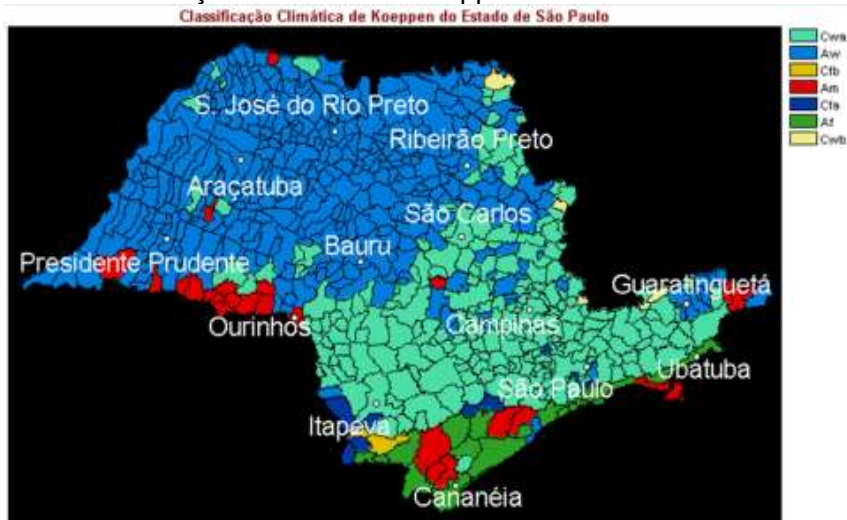 Classificação Climática de Koeppen do Estado de São Paulo
Cwa
Aw
Cfb
Am
Cfa
Af
Cwb
S. José do Rio Preto
Ribeirão Preto
Araçatuba
São Carlos
Bauru
Presidente Prudente
Guaratinguetá
Ourinhos
Campinas
Ubatuba
São Paulo
Itapeva
Cananéia